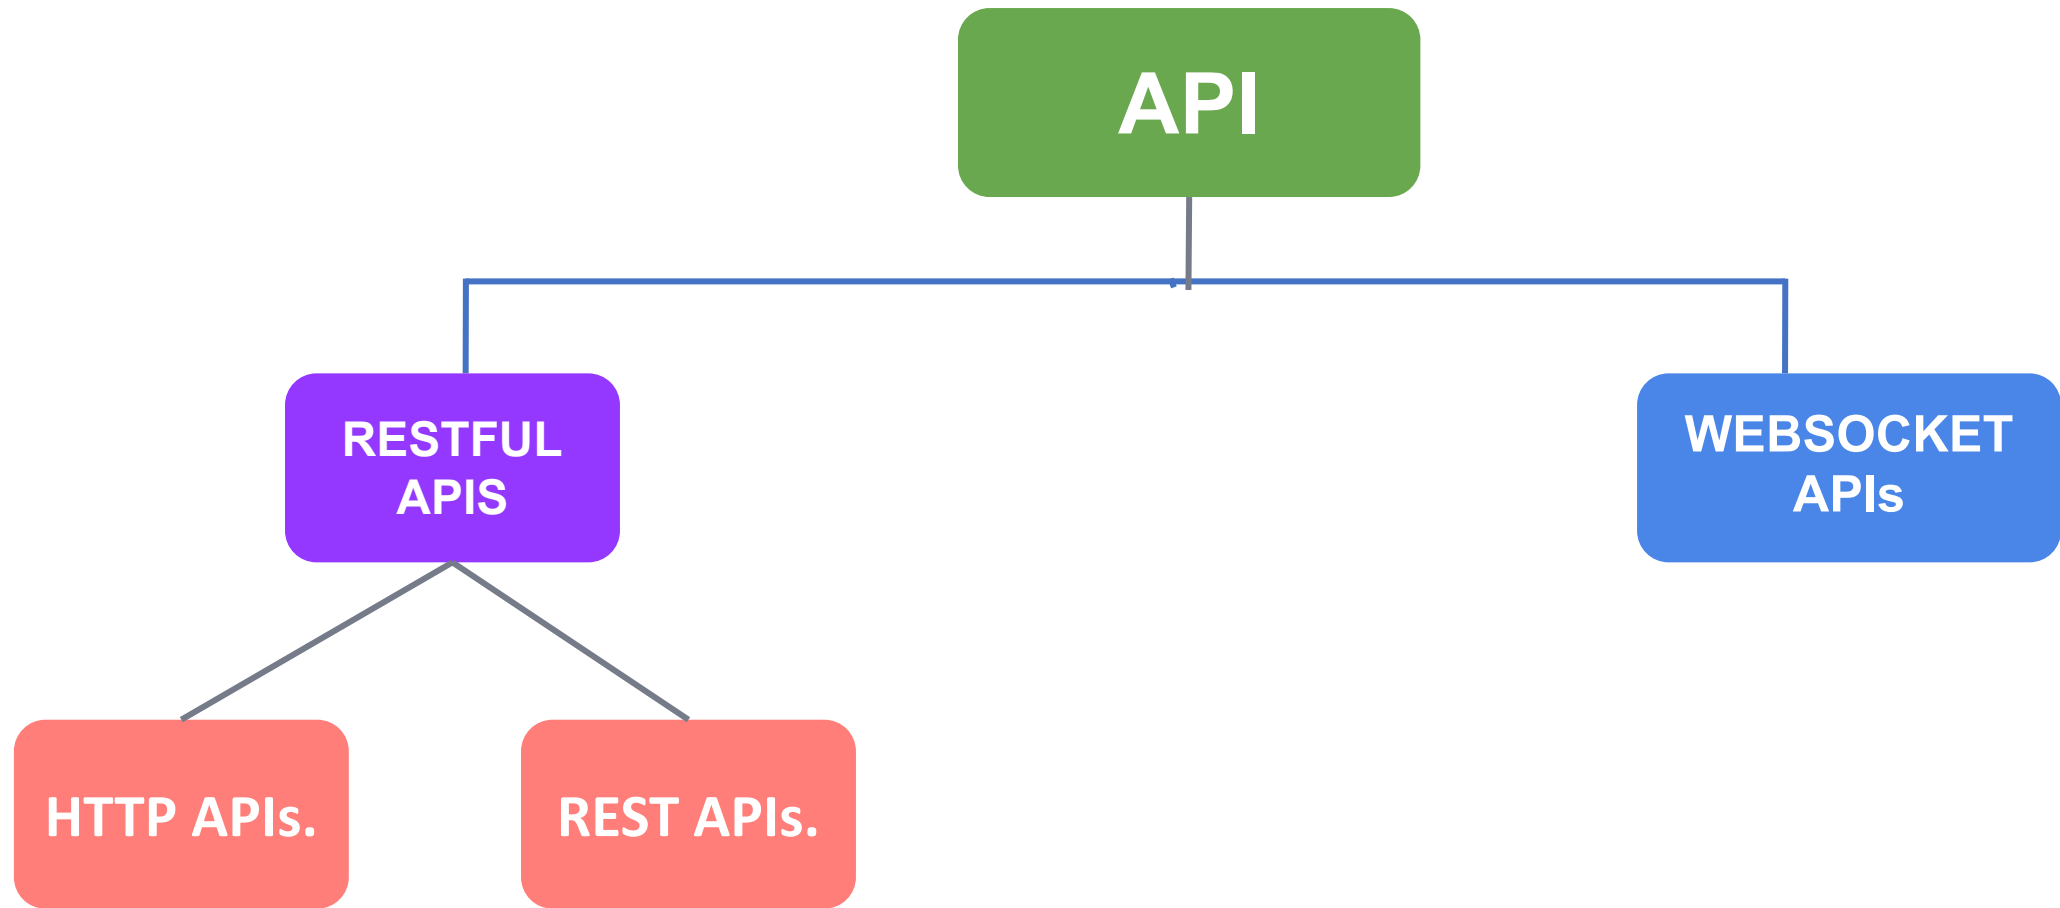 API
RESTFUL
APIS
WEBSOCKET
APIs
HTTP APIs.
REST APIs.